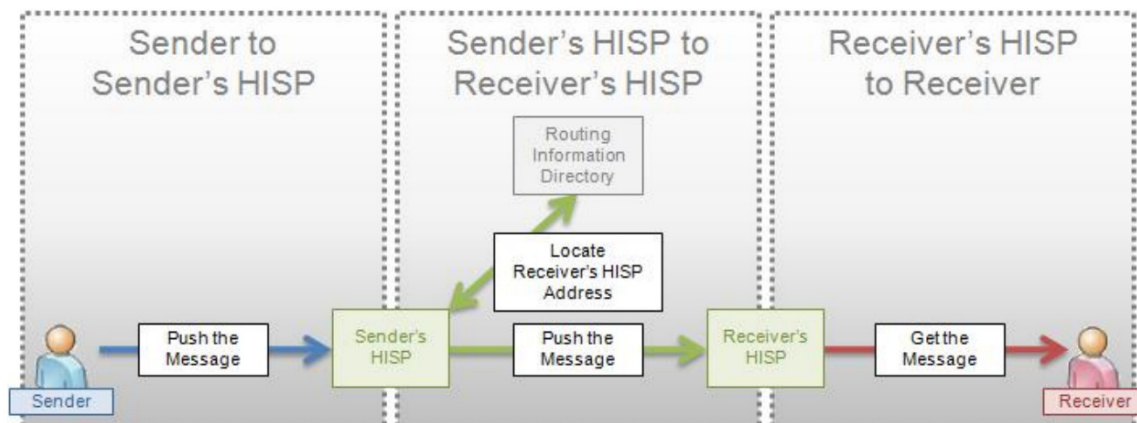 Sender to
Sender's HISP
Sender's HISP to
Receiver's HISP
Receiver's HISP
to Receiver
Routing
Information
Directory
Locate
Receiver's HISP
Address
Push the
Message
Sender's
HISP
Push the
Message
Receiver's
HISP
Get the
Message
Sender
Receiver